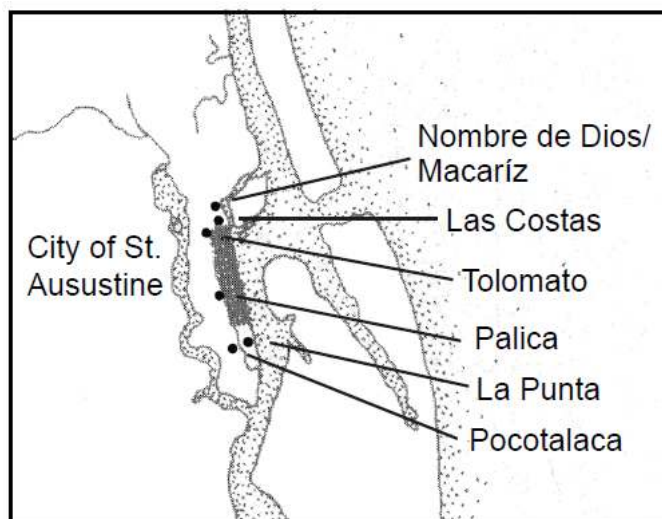 Nombre de Dios/
Macaríz
Las Costas
City of St.
Ausustine
Tolomato
Palica
La Punta
Pocotalaca